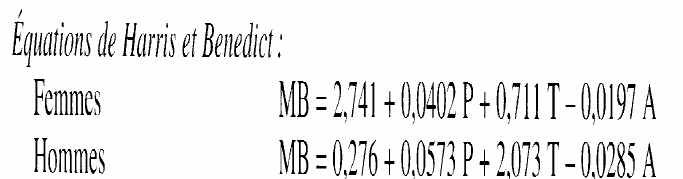 Équations de Harris et Benedict :
Femmes MB = 2,741 + 0,0402 P + 0,711 T – 0,0197 A
Hommes MB = 0,276 + 0,0573 P + 2,073 T – 0,0285 A